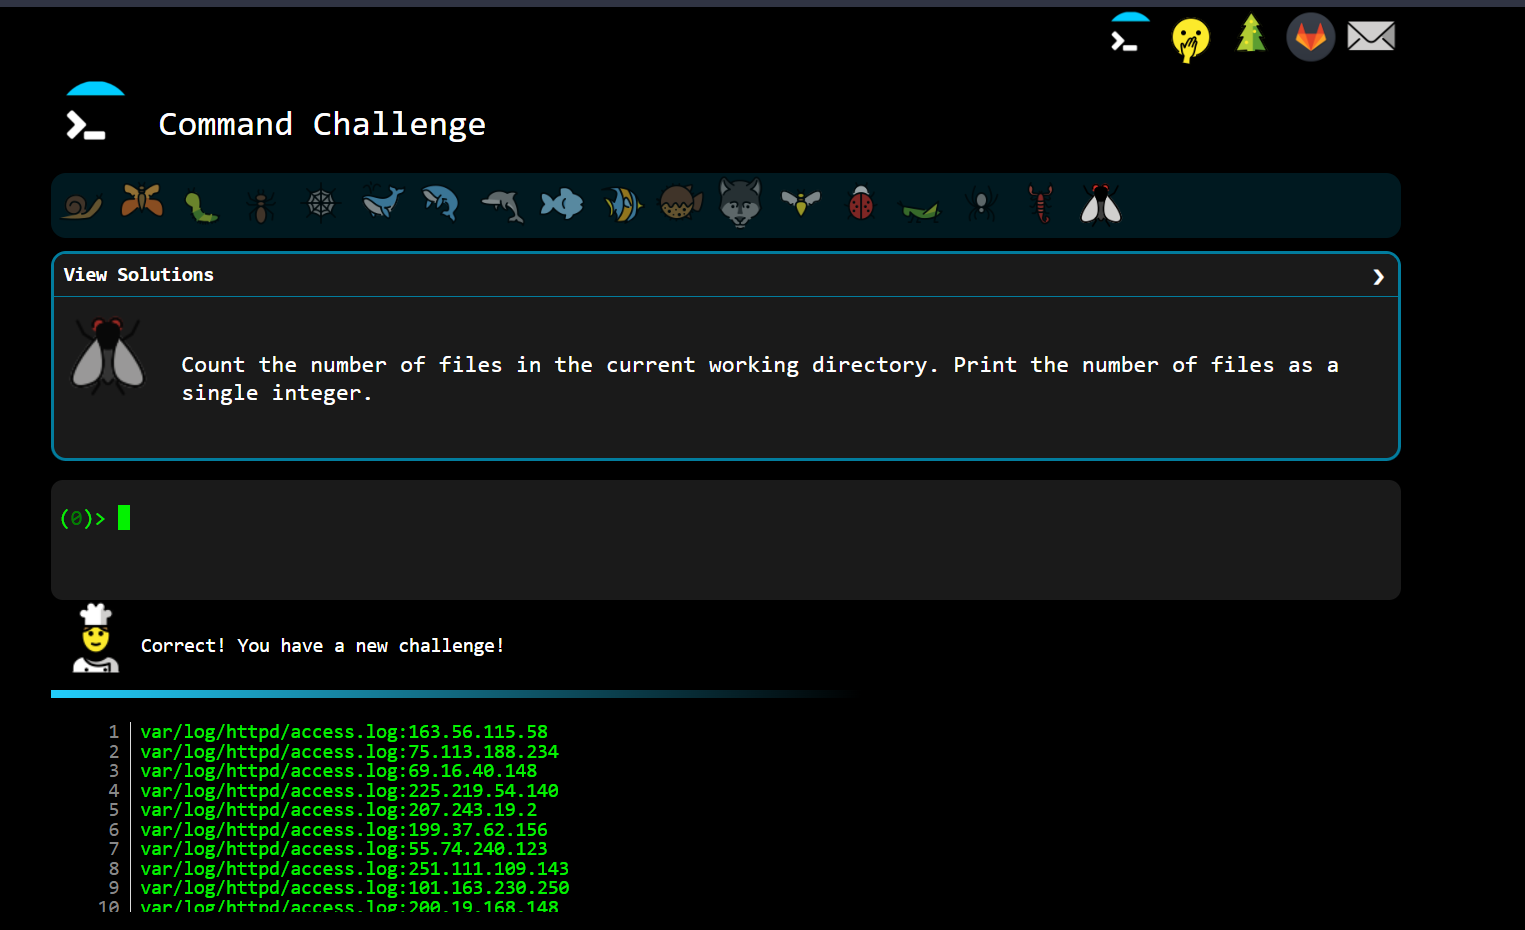 Command Challenge
View Solutions
Count the number of files in the current working directory. Print the number of files as a
single integer.
(0)>
Correct! You have a new challenge!
1 var/log/httpd/access.log:163.56.115.58
2 var/log/httpd/access.log:75.113.188.234
3 var/log/httpd/access.log:69.16.40.148
4 var/log/httpd/access.log:225.219.54.140
5 var/log/httpd/access.log:207.243.19.2
6 var/log/httpd/access.log:199.37.62.156
7 var/log/httpd/access.log:55.74.240.123
8 var/log/httpd/access.log:251.111.109.143
9 var/log/httpd/access.log:101.163.230.250
10 var/log/httpd/access.log:200.19.168.148